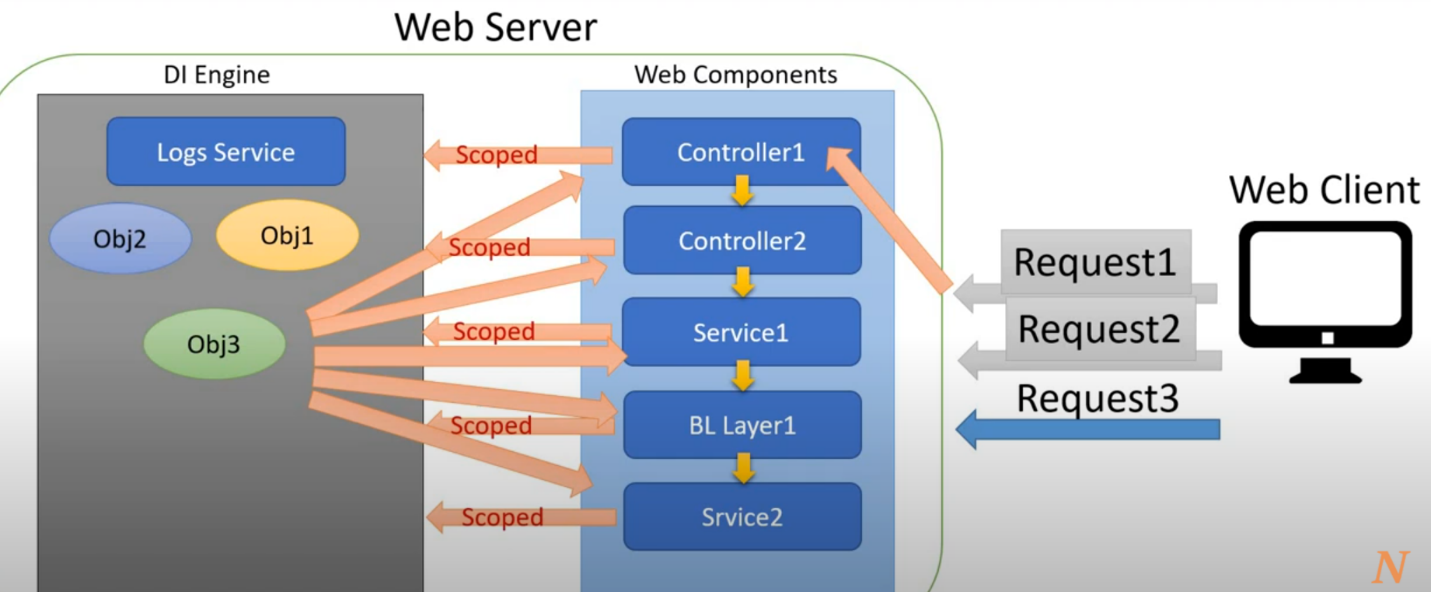 Web Server
DI Engine
Web Components
Logs Service
Scoped
Controller1
Obj2
Obj1
Scoped
Controller2
Web Client
Request1
Obj3
Scoped
Service1
Request2
Request3
Scoped
BL Layer1
Scoped
Srvice2
N